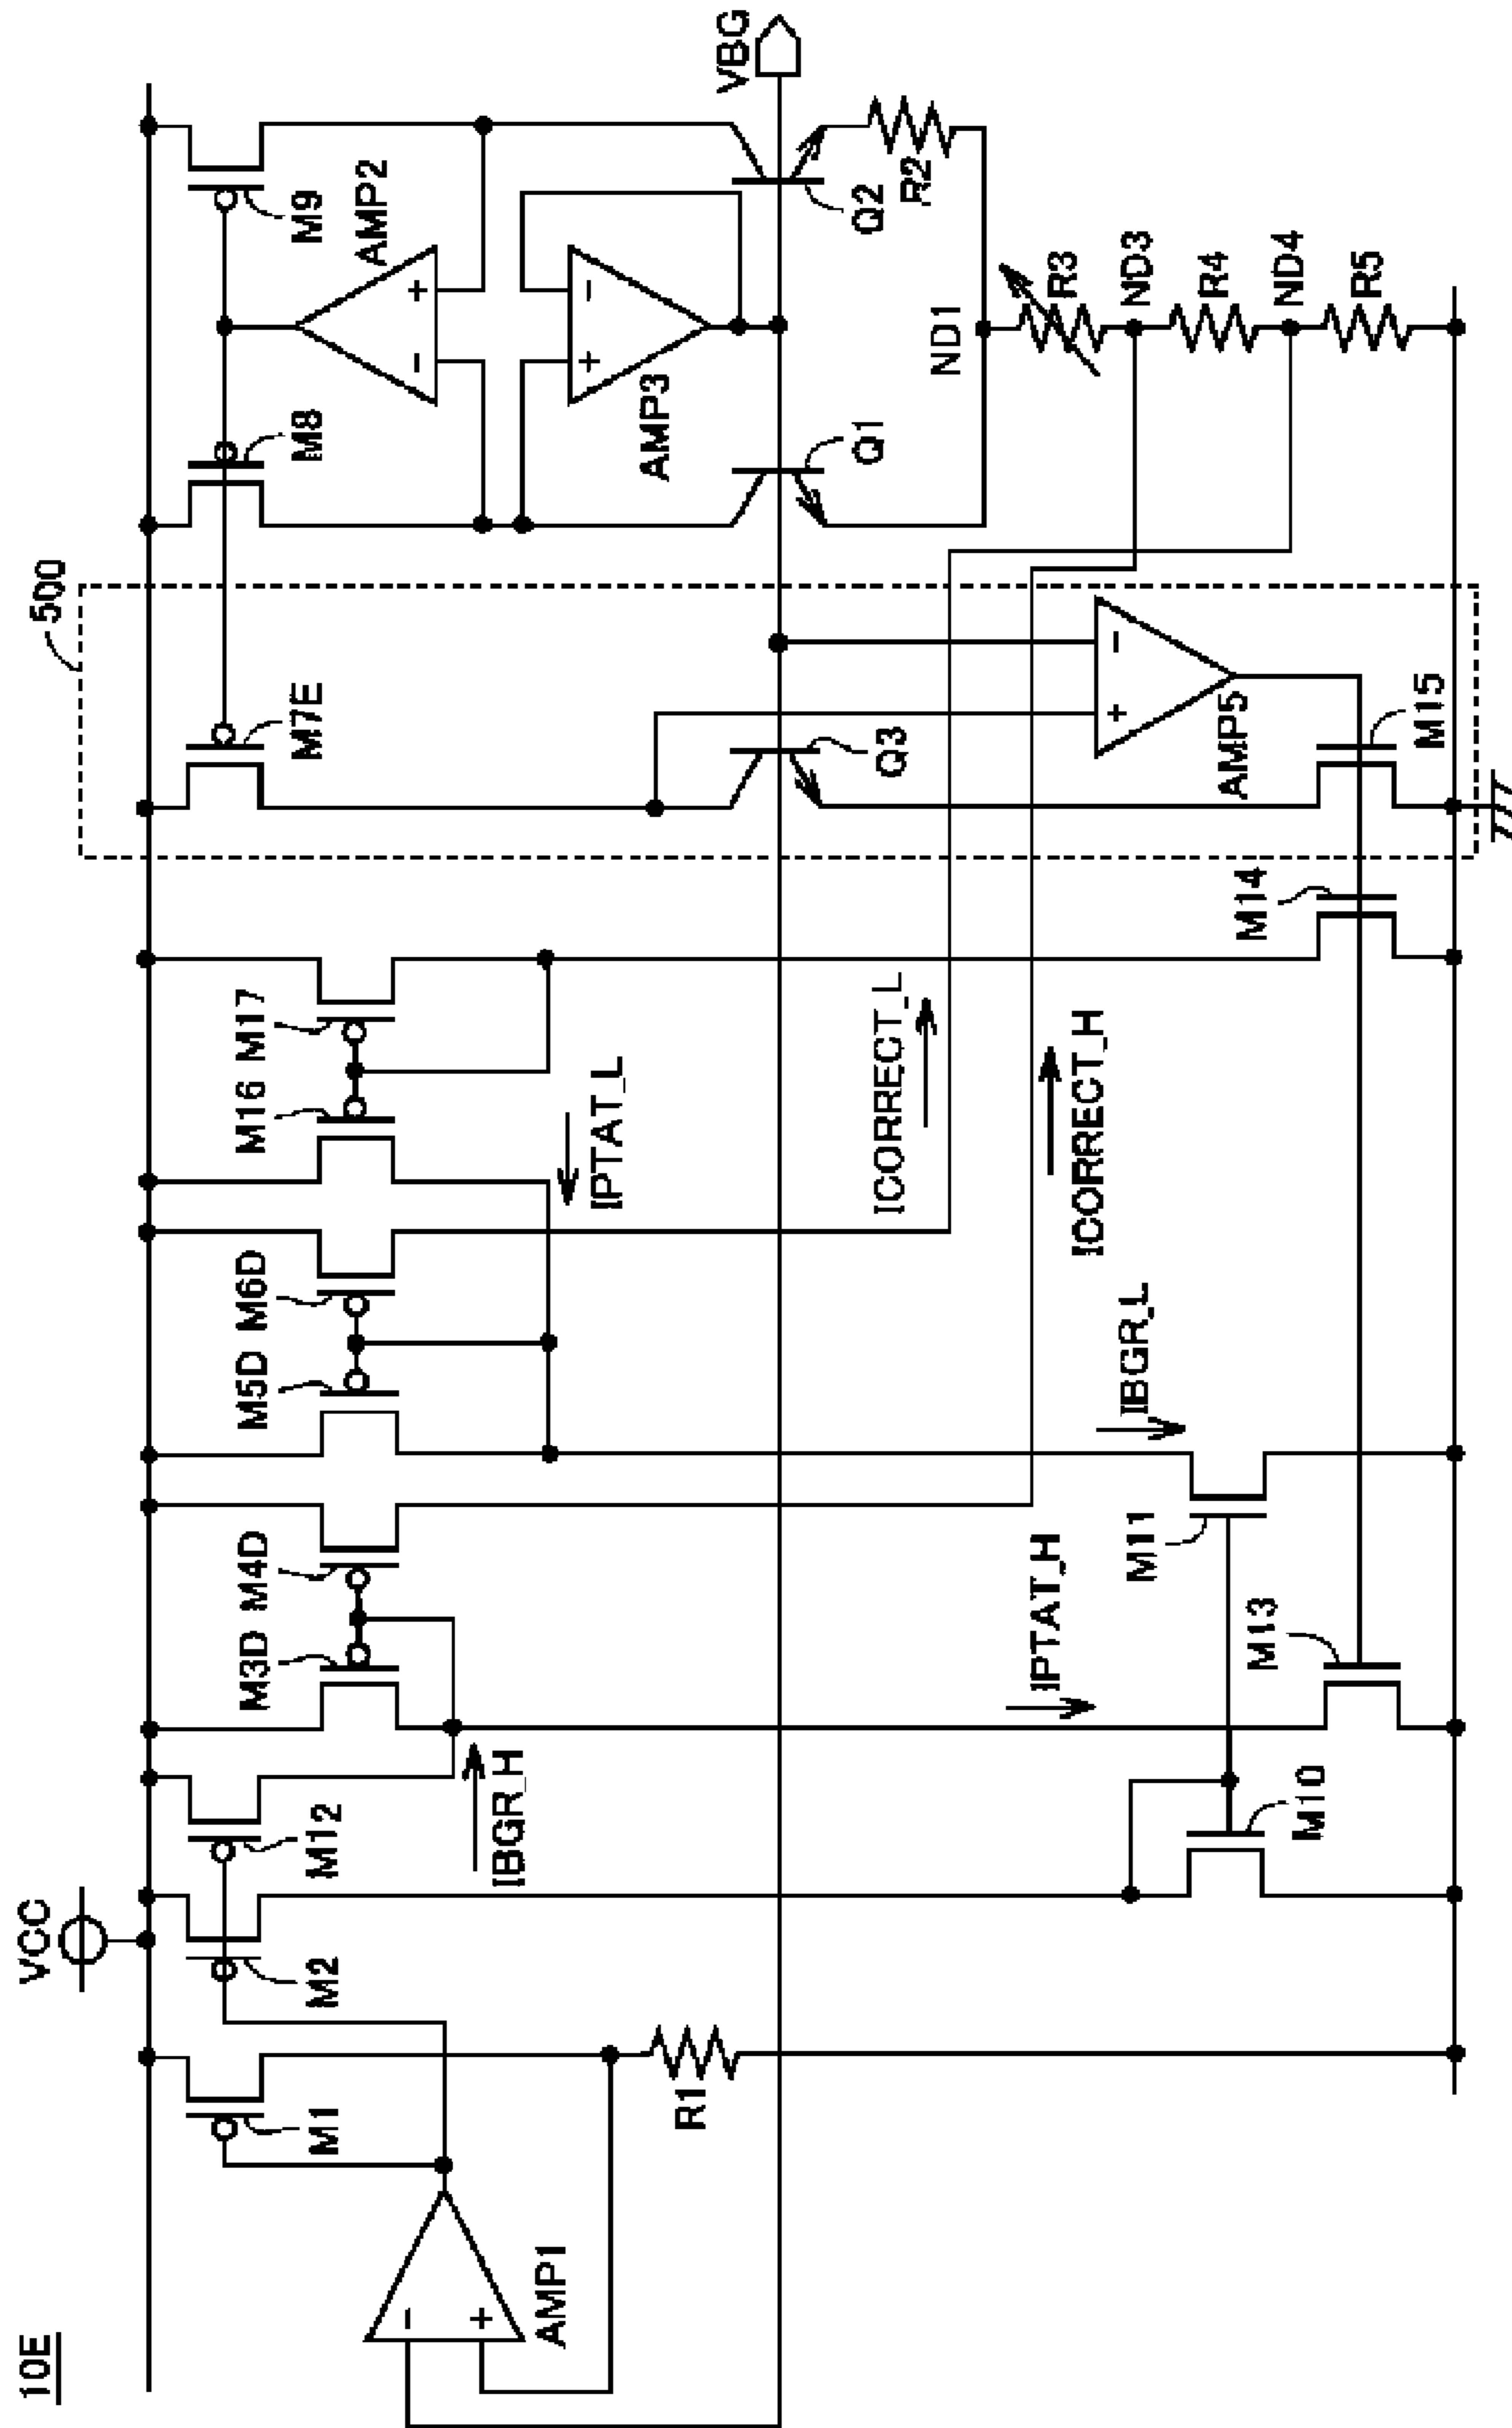 10E
VCC
500
M1
M2
M12
M3D M4D
M5D M6D
M16 M17
M7E
M8
M9
AMP1
-
+
AMP2
-
+
AMP3
+
-
VBG
IBGR_H
IPTAT_L
R1
Q3
Q1
Q2
R2
ICORRECT_L
ICORRECT_H
IPTAT_H
IBGR_L
ND1
R3
ND3
R4
ND4
R5
AMP5
+
-
M10
M11
M13
M14
M15